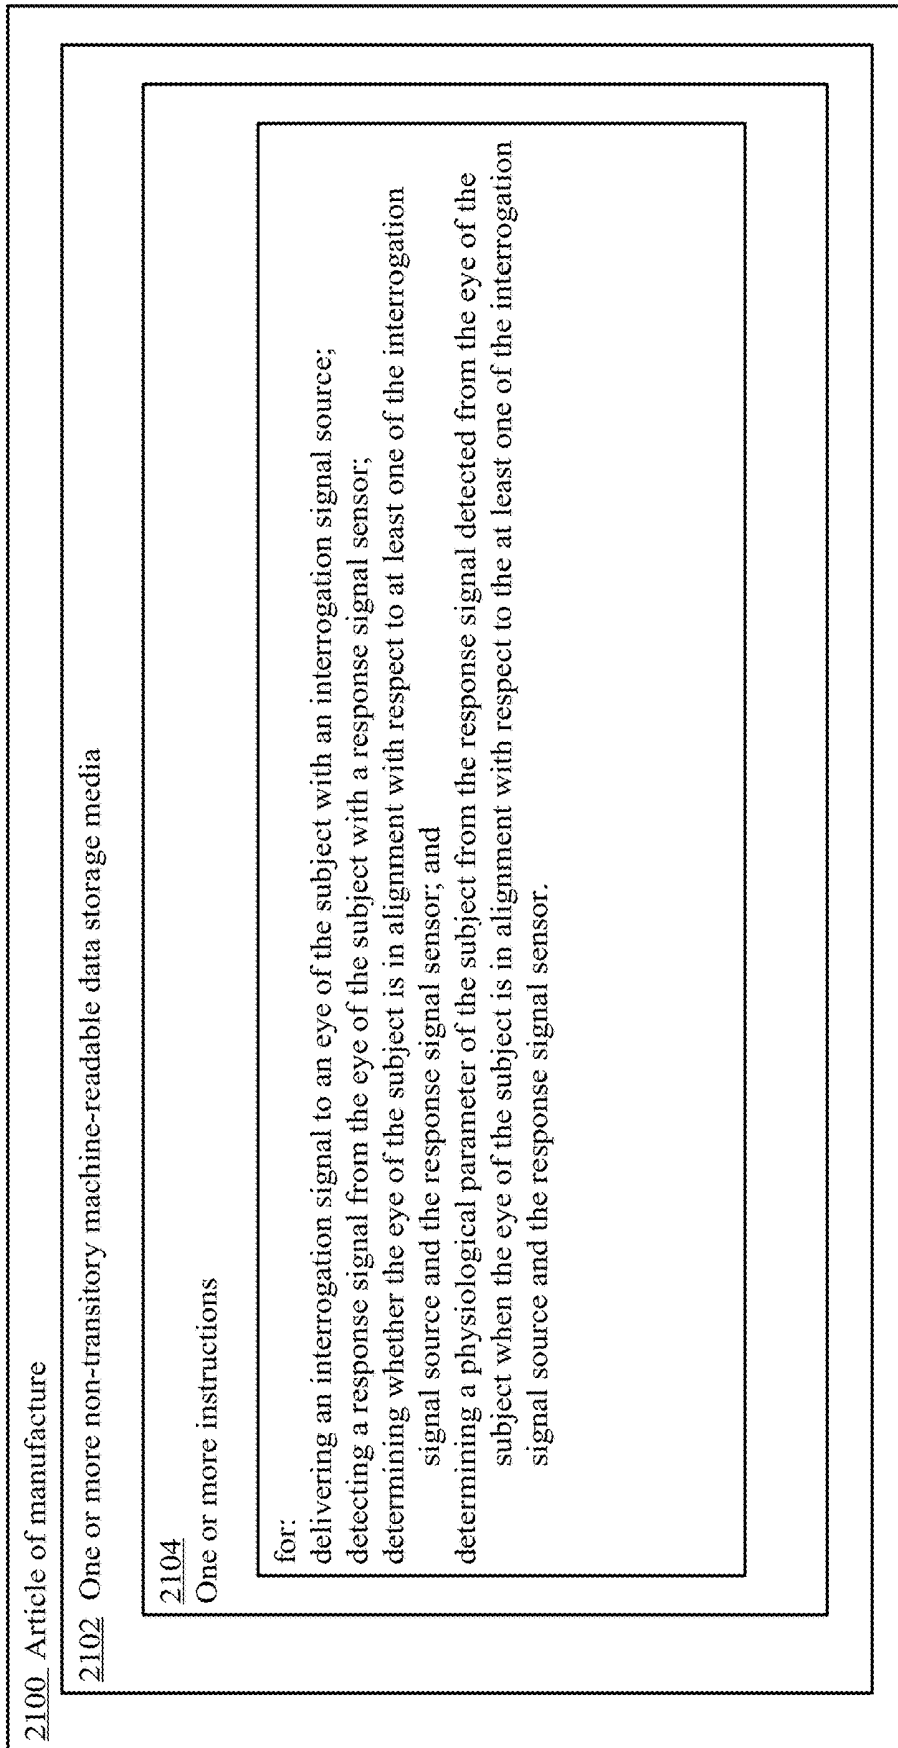 2100 Article of manufacture
2102 One or more non-transitory machine-readable data storage media
2104
One or more instructions
for:
delivering an interrogation signal to an eye of the subject with an interrogation signal source;
detecting a response signal from the eye of the subject with a response signal sensor;
determining whether the eye of the subject is in alignment with respect to at least one of the interrogation
signal source and the response signal sensor; and
determining a physiological parameter of the subject from the response signal detected from the eye of the
subject when the eye of the subject is in alignment with respect to the at least one of the interrogation
signal source and the response signal sensor.